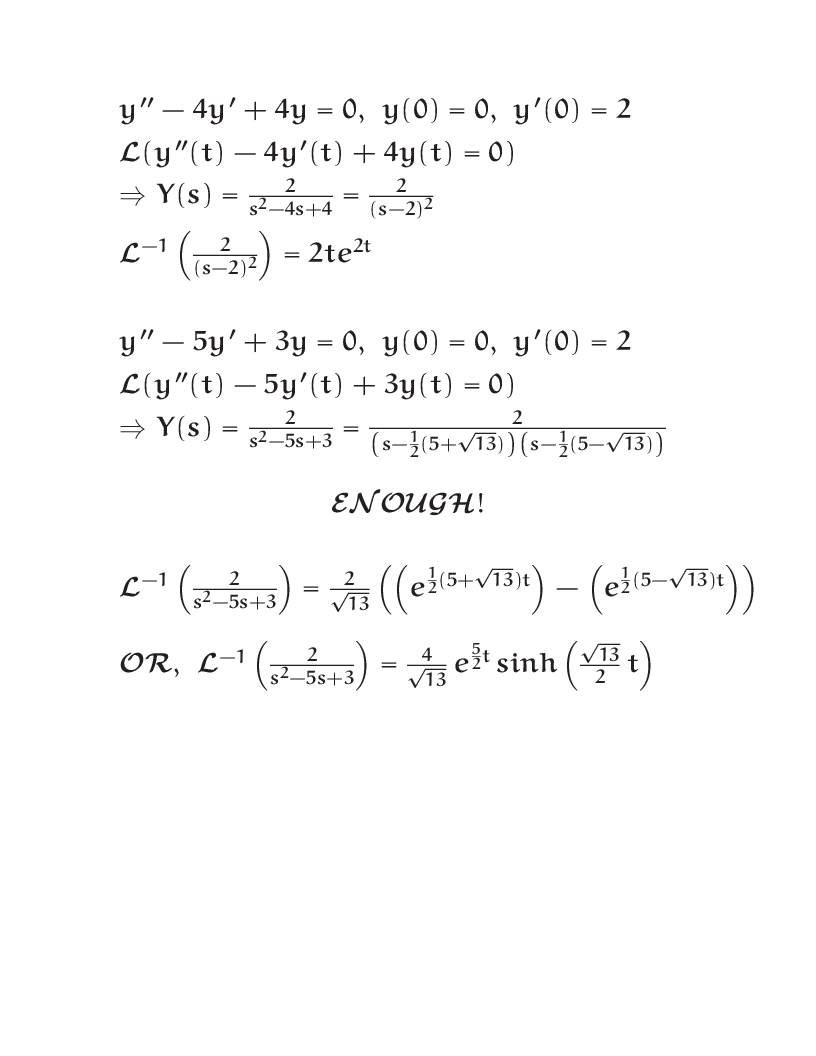 y″ − 4y′ + 4y = 0, y(0) = 0, y′(0) = 2
ℒ(y″(t) − 4y′(t) + 4y(t) = 0)
⇒ Y(s) = 2/(s²−4s+4) = 2/(s−2)²
ℒ⁻¹(2/(s−2)²) = 2te^{2t}
y″ − 5y′ + 3y = 0, y(0) = 0, y′(0) = 2
ℒ(y″(t) − 5y′(t) + 3y(t) = 0)
⇒ Y(s) = 2/(s²−5s+3) = 2/((s−½(5+√13))(s−½(5−√13)))
ENOUGH!
ℒ⁻¹(2/(s²−5s+3)) = 2/√13 ((e^{½(5+√13)t}) − (e^{½(5−√13)t}))
OR, ℒ⁻¹(2/(s²−5s+3)) = 4/√13 e^{5/2 t} sinh(√13/2 t)